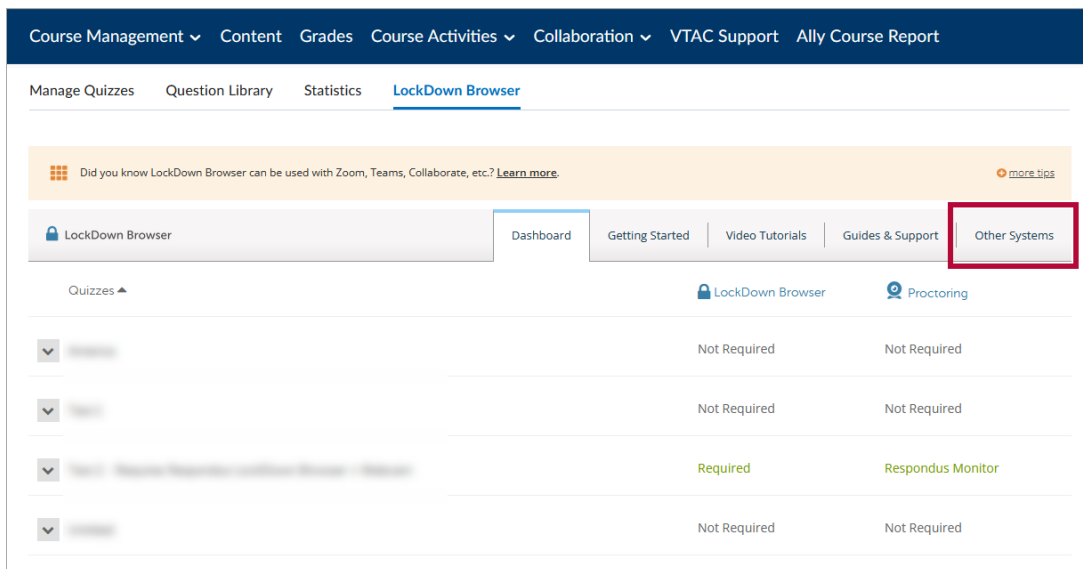 Course Management Content Grades Course Activities Collaboration VTAC Support Ally Course Report
Manage Quizzes Question Library Statistics LockDown Browser
Did you know LockDown Browser can be used with Zoom, Teams, Collaborate, etc.? Learn more. more tips
LockDown Browser Dashboard Getting Started Video Tutorials Guides & Support Other Systems
Quizzes LockDown Browser Proctoring
Not Required Not Required
Not Required Not Required
Required Respondus Monitor
Not Required Not Required